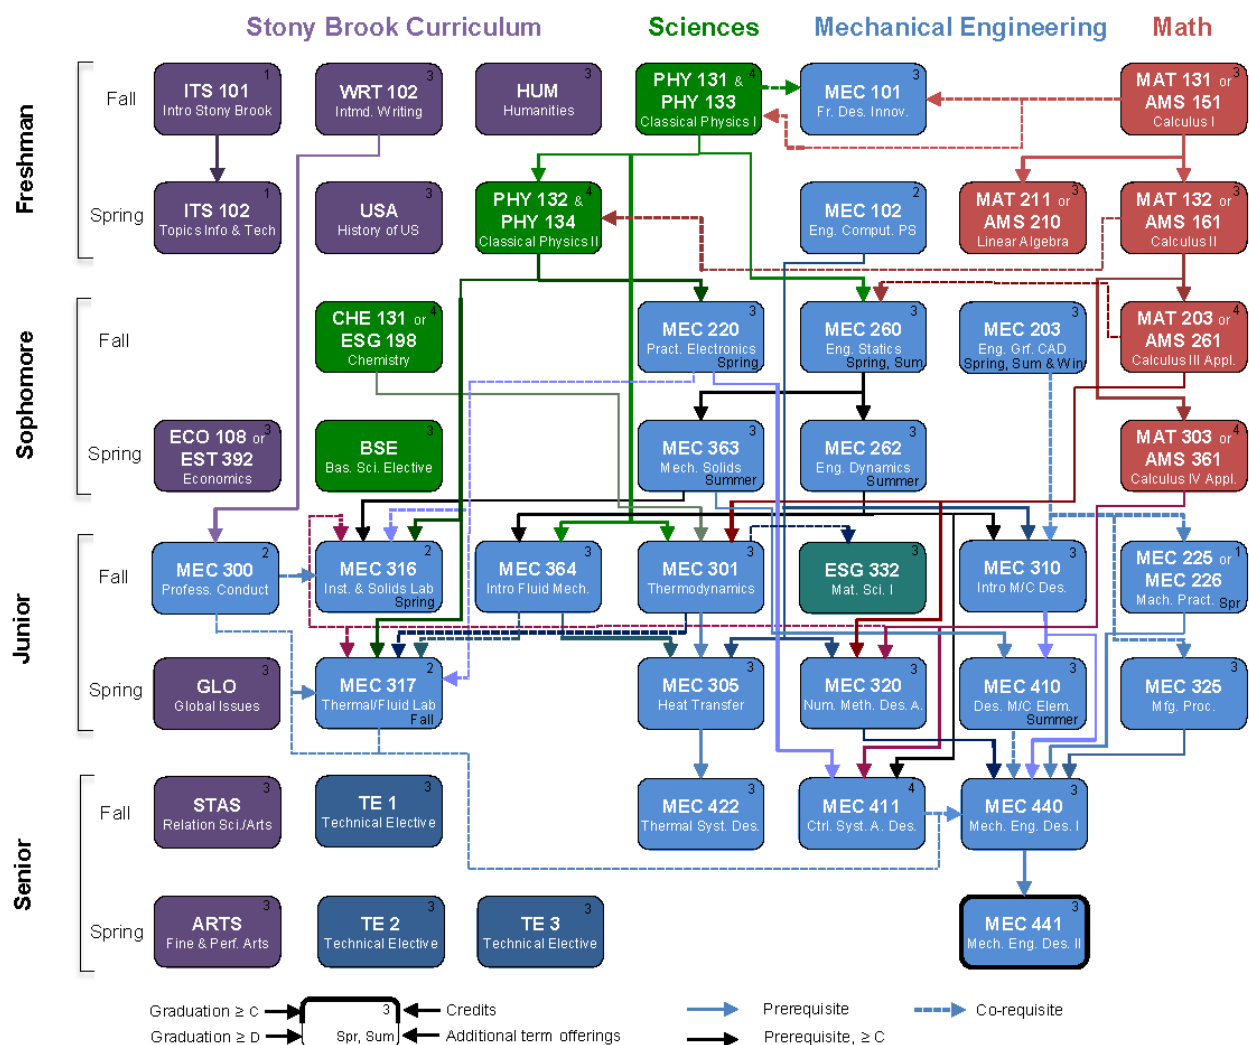 Stony Brook Curriculum
Sciences
Mechanical Engineering
Math
Freshman
Fall
1
ITS 101
Intro Stony Brook
3
WRT 102
Intmd. Writing
3
HUM
Humanities
4
PHY 131 &
PHY 133
Classical Physics I
3
MEC 101
Fr. Des. Innov.
3
MAT 131 or
AMS 151
Calculus I
Spring
1
ITS 102
Topics Info & Tech
3
USA
History of US
4
PHY 132 &
PHY 134
Classical Physics II
2
MEC 102
Eng. Comput. PS
3
MAT 211 or
AMS 210
Linear Algebra
3
MAT 132 or
AMS 161
Calculus II
Sophomore
Fall
4
CHE 131 or
ESG 198
Chemistry
3
MEC 220
Pract. Electronics
Spring
3
MEC 260
Eng. Statics
Spring, Sum
3
MEC 203
Eng. Grf. CAD
Spring, Sum & Win
4
MAT 203 or
AMS 261
Calculus III Appl.
Spring
3
ECO 108 or
EST 392
Economics
3
BSE
Bas. Sci. Elective
3
MEC 363
Mech. Solids
Summer
3
MEC 262
Eng. Dynamics
Summer
4
MAT 303 or
AMS 361
Calculus IV Appl.
Junior
Fall
2
MEC 300
Profess. Conduct
2
MEC 316
Inst. & Solids Lab
Spring
3
MEC 364
Intro Fluid Mech.
3
MEC 301
Thermodynamics
3
ESG 332
Mat. Sci. I
3
MEC 310
Intro M/C Des.
1
MEC 225 or
MEC 226
Mach. Pract.
Spr
Spring
3
GLO
Global Issues
2
MEC 317
Thermal/Fluid Lab
Fall
3
MEC 305
Heat Transfer
3
MEC 320
Num. Meth. Des. A.
3
MEC 410
Des. M/C Elem.
Summer
3
MEC 325
Mfg. Proc.
Senior
Fall
3
STAS
Relation Sci./Arts
3
TE 1
Technical Elective
3
MEC 422
Thermal Syst. Des.
4
MEC 411
Ctrl. Syst. A. Des.
3
MEC 440
Mech. Eng. Des. I
Spring
3
ARTS
Fine & Perf. Arts
3
TE 2
Technical Elective
3
TE 3
Technical Elective
3
MEC 441
Mech. Eng. Des. II
Graduation ≥ C
3
Credits
Prerequisite
Co-requisite
Graduation ≥ D
Spr, Sum
Additional term offerings
Prerequisite, ≥ C